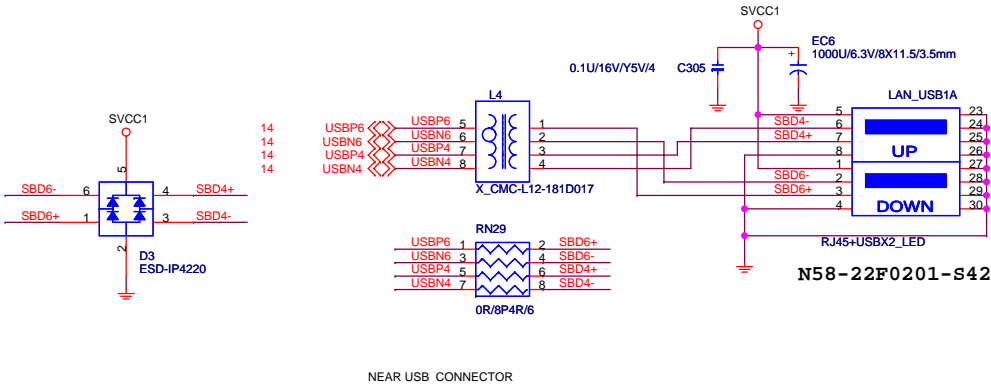 SVCC1
EC6
1000U/6.3V/8X11.5/3.5mm
+
0.1U/16V/Y5V/4 C305
LAN_USB1A
L4
SVCC1
14 USBP6 USBP6 5 1
14 USBN6 USBN6 6 2
14 USBP4 USBP4 7 3
14 USBN4 USBN4 8 4
X_CMC-L12-181D017
5 23
SBD4- 6 24
SBD4+ 7 25
8 26
UP
1 27
SBD6- 2 28
SBD6+ 3 29
4 30
DOWN
RJ45+USBX2_LED
N58-22F0201-S42
5
SBD6- 6 4 SBD4+
SBD6+ 1 3 SBD4-
2
D3
ESD-IP4220
RN29
USBP6 1 2 SBD6+
USBN6 3 4 SBD6-
USBP4 5 6 SBD4+
USBN4 7 8 SBD4-
0R/8P4R/6
NEAR USB CONNECTOR